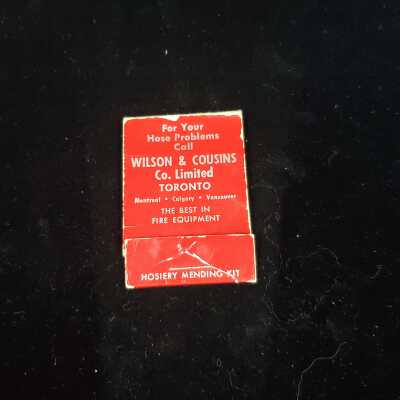 For Your
Hose Problems
Call
WILSON & COUSINS
Co. Limited
TORONTO
Montreal • Calgary • Vancouver
THE BEST IN
FIRE EQUIPMENT
HOSIERY MENDING KIT